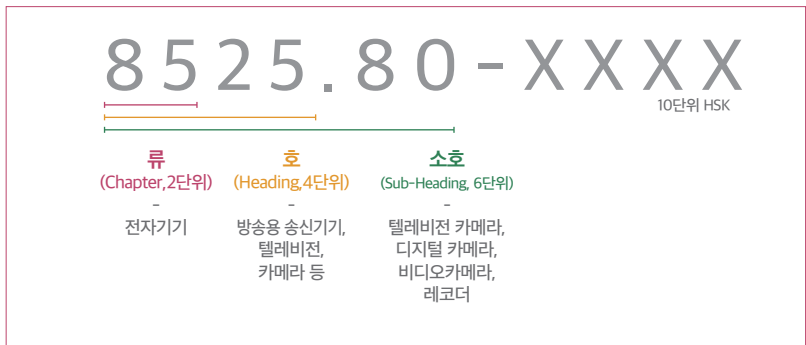 8525.80-XXXX
10단위 HSK
류
(Chapter,2단위)
-
전자기기
호
(Heading,4단위)
-
방송용 송신기기,
텔레비전,
카메라 등
소호
(Sub-Heading, 6단위)
-
텔레비전 카메라,
디지털 카메라,
비디오카메라,
레코더